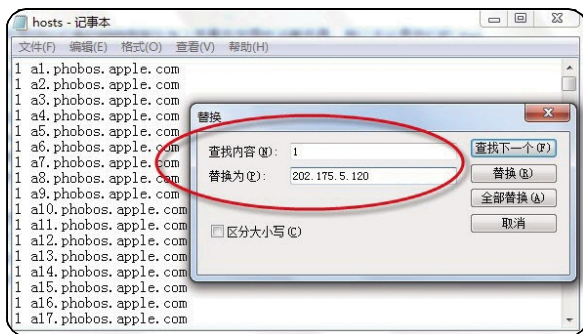 hosts - 记事本
文件(F) 编辑(E) 格式(O) 查看(V) 帮助(H)
1 a1.phobos.apple.com
1 a2.phobos.apple.com
1 a3.phobos.apple.com
1 a4.phobos.apple.com
1 a5.phobos.apple.com
1 a6.phobos.apple.com
1 a7.phobos.apple.com
1 a8.phobos.apple.com
1 a9.phobos.apple.com
1 a10.phobos.apple.com
1 a11.phobos.apple.com
1 a12.phobos.apple.com
1 a13.phobos.apple.com
1 a14.phobos.apple.com
1 a15.phobos.apple.com
1 a16.phobos.apple.com
1 a17.phobos.apple.com
替换
查找内容(N): 1 查找下一个(F)
替换为(P): 202.175.5.120 替换(R)
全部替换(A)
区分大小写(C) 取消